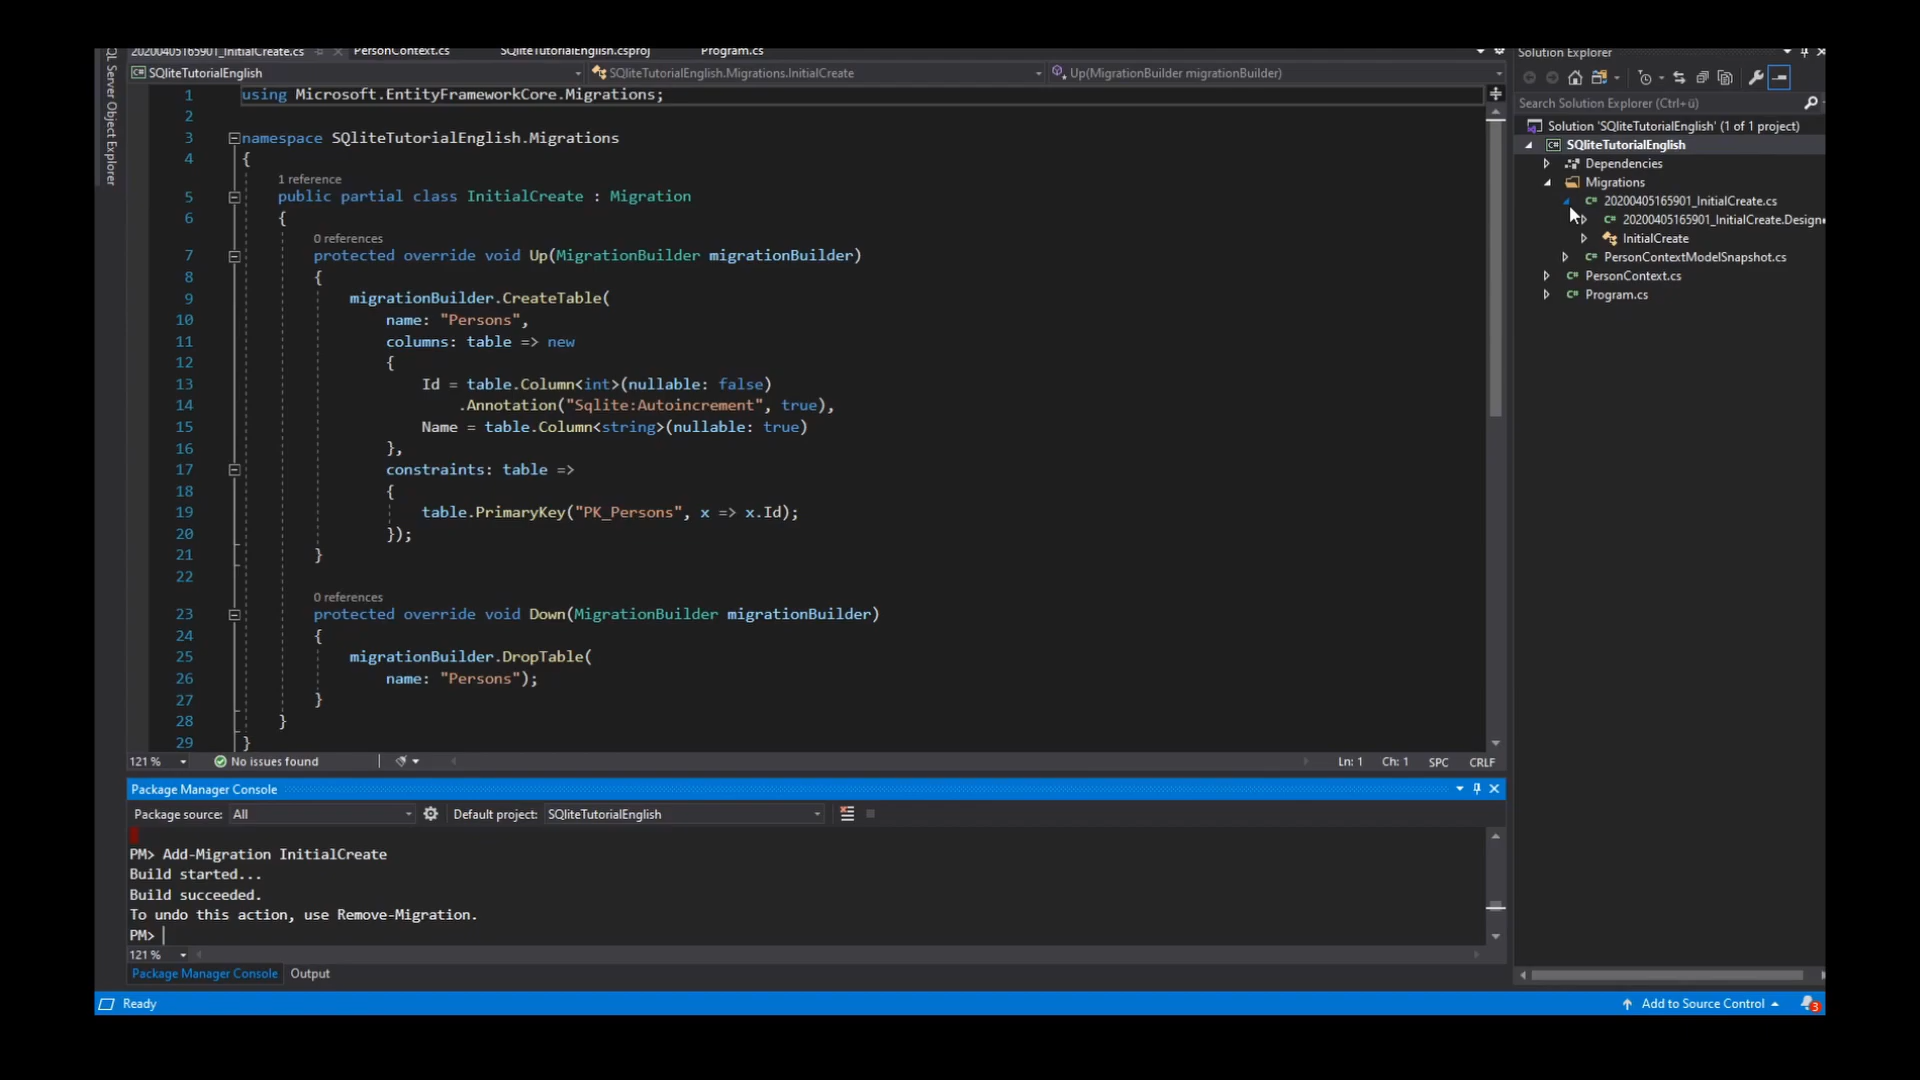 QL Server Object Explorer
20200405165901_InitialCreate.cs PersonContext.cs SQliteTutorialEnglish.csproj Program.cs
SQliteTutorialEnglish SQliteTutorialEnglish.Migrations.InitialCreate Up(MigrationBuilder migrationBuilder)
1 using Microsoft.EntityFrameworkCore.Migrations;
2
3 namespace SQliteTutorialEnglish.Migrations
4 {
1 reference
5 public partial class InitialCreate : Migration
6 {
0 references
7 protected override void Up(MigrationBuilder migrationBuilder)
8 {
9 migrationBuilder.CreateTable(
10 name: "Persons",
11 columns: table => new
12 {
13 Id = table.Column<int>(nullable: false)
14 .Annotation("Sqlite:Autoincrement", true),
15 Name = table.Column<string>(nullable: true)
16 },
17 constraints: table =>
18 {
19 table.PrimaryKey("PK_Persons", x => x.Id);
20 });
21 }
22
0 references
23 protected override void Down(MigrationBuilder migrationBuilder)
24 {
25 migrationBuilder.DropTable(
26 name: "Persons");
27 }
28 }
29 }
121 % No issues found Ln: 1 Ch: 1 SPC CRLF
Package Manager Console
Package source: All Default project: SQliteTutorialEnglish
PM> Add-Migration InitialCreate
Build started...
Build succeeded.
To undo this action, use Remove-Migration.
PM>
121 %
Package Manager Console Output
Ready Add to Source Control 3
Solution Explorer
Search Solution Explorer (Ctrl+ü)
Solution 'SQliteTutorialEnglish' (1 of 1 project)
C# SQliteTutorialEnglish
Dependencies
Migrations
C# 20200405165901_InitialCreate.cs
C# 20200405165901_InitialCreate.Designe
InitialCreate
C# PersonContextModelSnapshot.cs
C# PersonContext.cs
C# Program.cs